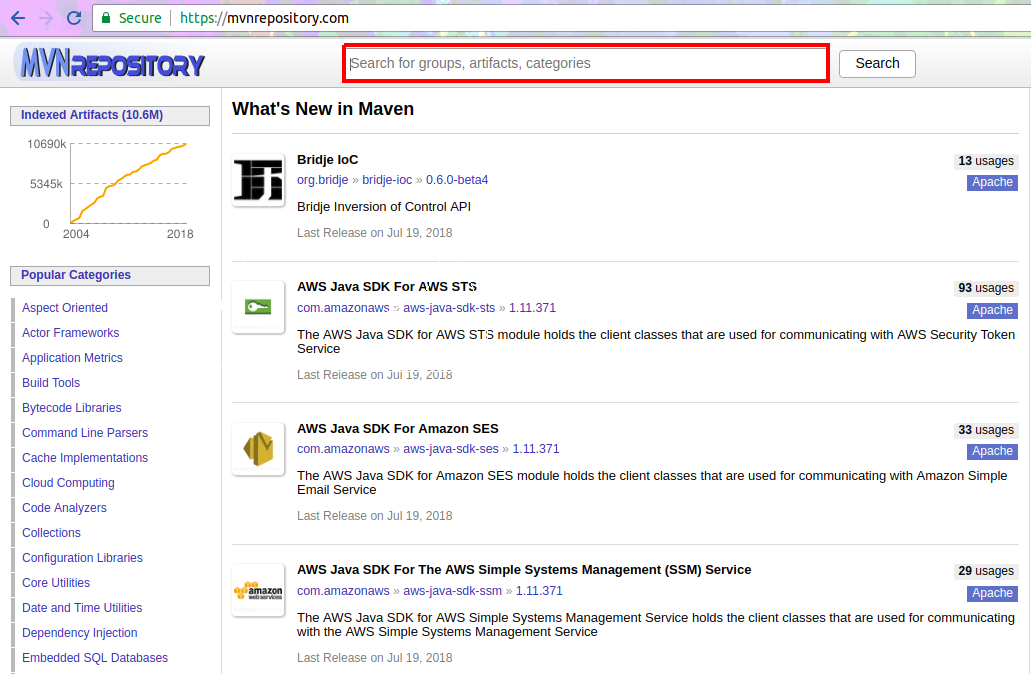 Secure | https://mvnrepository.com
MVNREPOSITORY
Search for groups, artifacts, categories
Search
Indexed Artifacts (10.6M)
10690k
5345k
0
2004 2018
Popular Categories
Aspect Oriented
Actor Frameworks
Application Metrics
Build Tools
Bytecode Libraries
Command Line Parsers
Cache Implementations
Cloud Computing
Code Analyzers
Collections
Configuration Libraries
Core Utilities
Date and Time Utilities
Dependency Injection
Embedded SQL Databases
What's New in Maven
Bridje IoC
13 usages
org.bridje » bridje-ioc » 0.6.0-beta4
Apache
Bridje Inversion of Control API
Last Release on Jul 19, 2018
AWS Java SDK For AWS STS
93 usages
com.amazonaws » aws-java-sdk-sts » 1.11.371
Apache
The AWS Java SDK for AWS STS module holds the client classes that are used for communicating with AWS Security Token
Service
Last Release on Jul 19, 2018
AWS Java SDK For Amazon SES
33 usages
com.amazonaws » aws-java-sdk-ses » 1.11.371
Apache
The AWS Java SDK for Amazon SES module holds the client classes that are used for communicating with Amazon Simple
Email Service
Last Release on Jul 19, 2018
amazon
web services
AWS Java SDK For The AWS Simple Systems Management (SSM) Service
29 usages
com.amazonaws » aws-java-sdk-ssm » 1.11.371
Apache
The AWS Java SDK for AWS Simple Systems Management Service holds the client classes that are used for communicating
with the AWS Simple Systems Management Service
Last Release on Jul 19, 2018